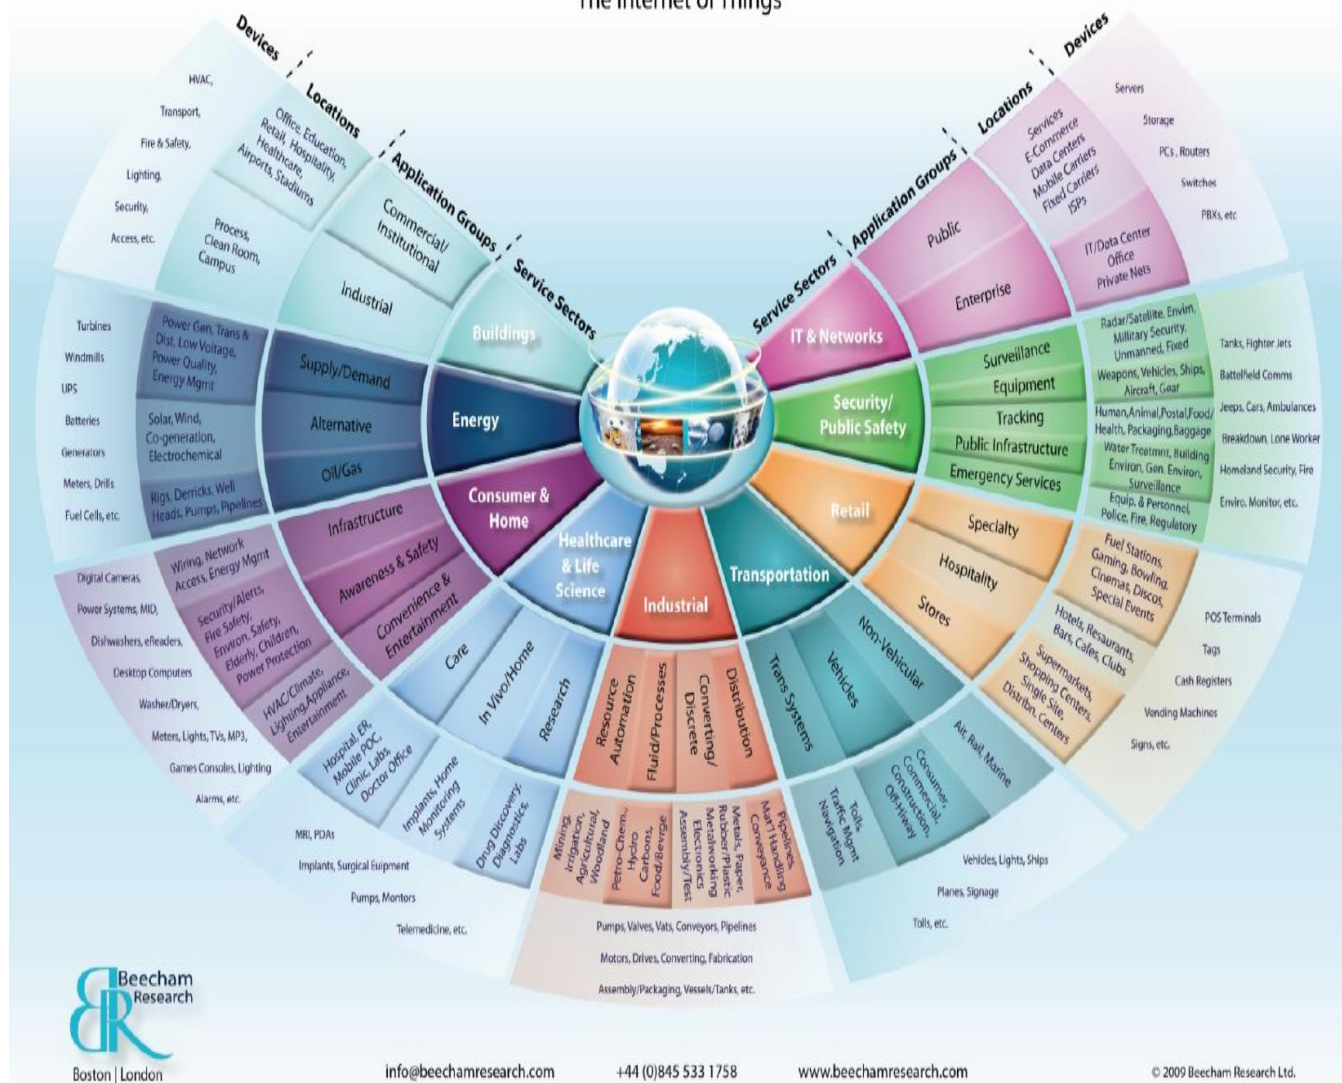 The Internet of Things
Devices
Locations
Application Groups
Service Sectors
HVAC,
Transport,
Fire & Safety,
Lighting,
Security,
Access, etc.
Office, Education,
Retail, Hospitality,
Healthcare,
Airports, Stadiums
Process,
Clean Room,
Campus
Commercial/
Institutional
Industrial
Buildings
Turbines
Windmills
UPS
Batteries
Generators
Meters, Drills
Fuel Cells, etc.
Power Gen, Trans &
Dist, Low Voltage,
Power Quality,
Energy Mgmt
Solar, Wind,
Co-generation,
Electrochemical
Rigs, Derricks, Well
Heads, Pumps, Pipelines
Supply/Demand
Alternative
Oil/Gas
Energy
Digital Cameras,
Power Systems, MID,
Dishwashers, eReaders,
Desktop Computers
Washer/Dryers,
Meters, Lights, TVs, MP3,
Games Consoles, Lighting
Alarms, etc.
Wiring, Network
Access, Energy Mgmt
Security/Alerts,
Fire Safety,
Environ. Safety,
Elderly, Children,
Power Protection
HVAC/Climate,
Lighting,Appliance,
Entertainment
Infrastructure
Awareness & Safety
Convenience &
Entertainment
Consumer &
Home
MRI, PDAs
Implants, Surgical Euipment
Pumps, Montors
Telemedicine, etc.
Hospital, ER,
Mobile POC,
Clinic, Labs,
Doctor Office
Implants, Home
Monitoring
Systems
Drug Discovery,
Diagnostics,
Labs
Care
In Vivo/Home
Research
Healthcare
& Life
Science
Industrial
Resource
Automation
Fluid/Processes
Converting/
Discrete
Distribution
Mining,
Irrigation,
Agricultural,
Woodland
Petro-Chem.,
Hydro
Carbons,
Food/Bevrge
Metals, Paper,
Rubber/Plastic
Metalworking
Electronics
Assembly/Test
Pipelines,
Mat'l Handling
Conveyance
Pumps, Valves, Vats, Conveyors, Pipelines
Motors, Drives, Converting, Fabrication
Assembly/Packaging, Vessels/Tanks, etc.
Transportation
Trans Systems
Vehicles
Non-Vehicular
Tolls
Traffic Mgmt
Navigation
Consumer,
Commercial,
Construction,
Off-Hiway
Air, Rail, Marine
Vehicles, Lights, Ships
Planes, Signage
Tolls, etc.
Retail
Specialty
Hospitality
Stores
Fuel Stations,
Gaming, Bowling,
Cinemas, Discos,
Special Events
Hotels, Resaurants,
Bars, Cafes, Clubs
Supermarkets,
Shopping Centers,
Single Site,
Distribn. Centers
POS Terminals
Tags
Cash Registers
Vending Machines
Signs, etc.
Security/
Public Safety
Surveillance
Equipment
Tracking
Public Infrastructure
Emergency Services
Radar/Satellite, Envirn,
Millitary Security,
Unmanned, Fixed
Weapons, Vehicles, Ships,
Aircraft, Gear
Human,Animal,Postal,Food/
Health, Packaging,Baggage
Water Treatmnt, Building
Environ, Gen. Environ,
Surveillance
Equip. & Personnel,
Police, Fire, Regulatory
Tanks, Fighter Jets
Battelfield Comms
Jeeps, Cars, Ambulances
Breakdown, Lone Worker
Homeland Security, Fire
Enviro. Monitor, etc.
IT & Networks
Public
Enterprise
Services
E-Commerce
Data Centers
Mobile Carriers
Fixed Carriers
ISPs
IT/Data Center
Office
Private Nets
Servers
Storage
PCs, Routers
Switches
PBXs, etc
Service Sectors
Application Groups
Locations
Devices
Beecham
Research
Boston | London
info@beechamresearch.com
+44 (0)845 533 1758
www.beechamresearch.com
© 2009 Beecham Research Ltd.